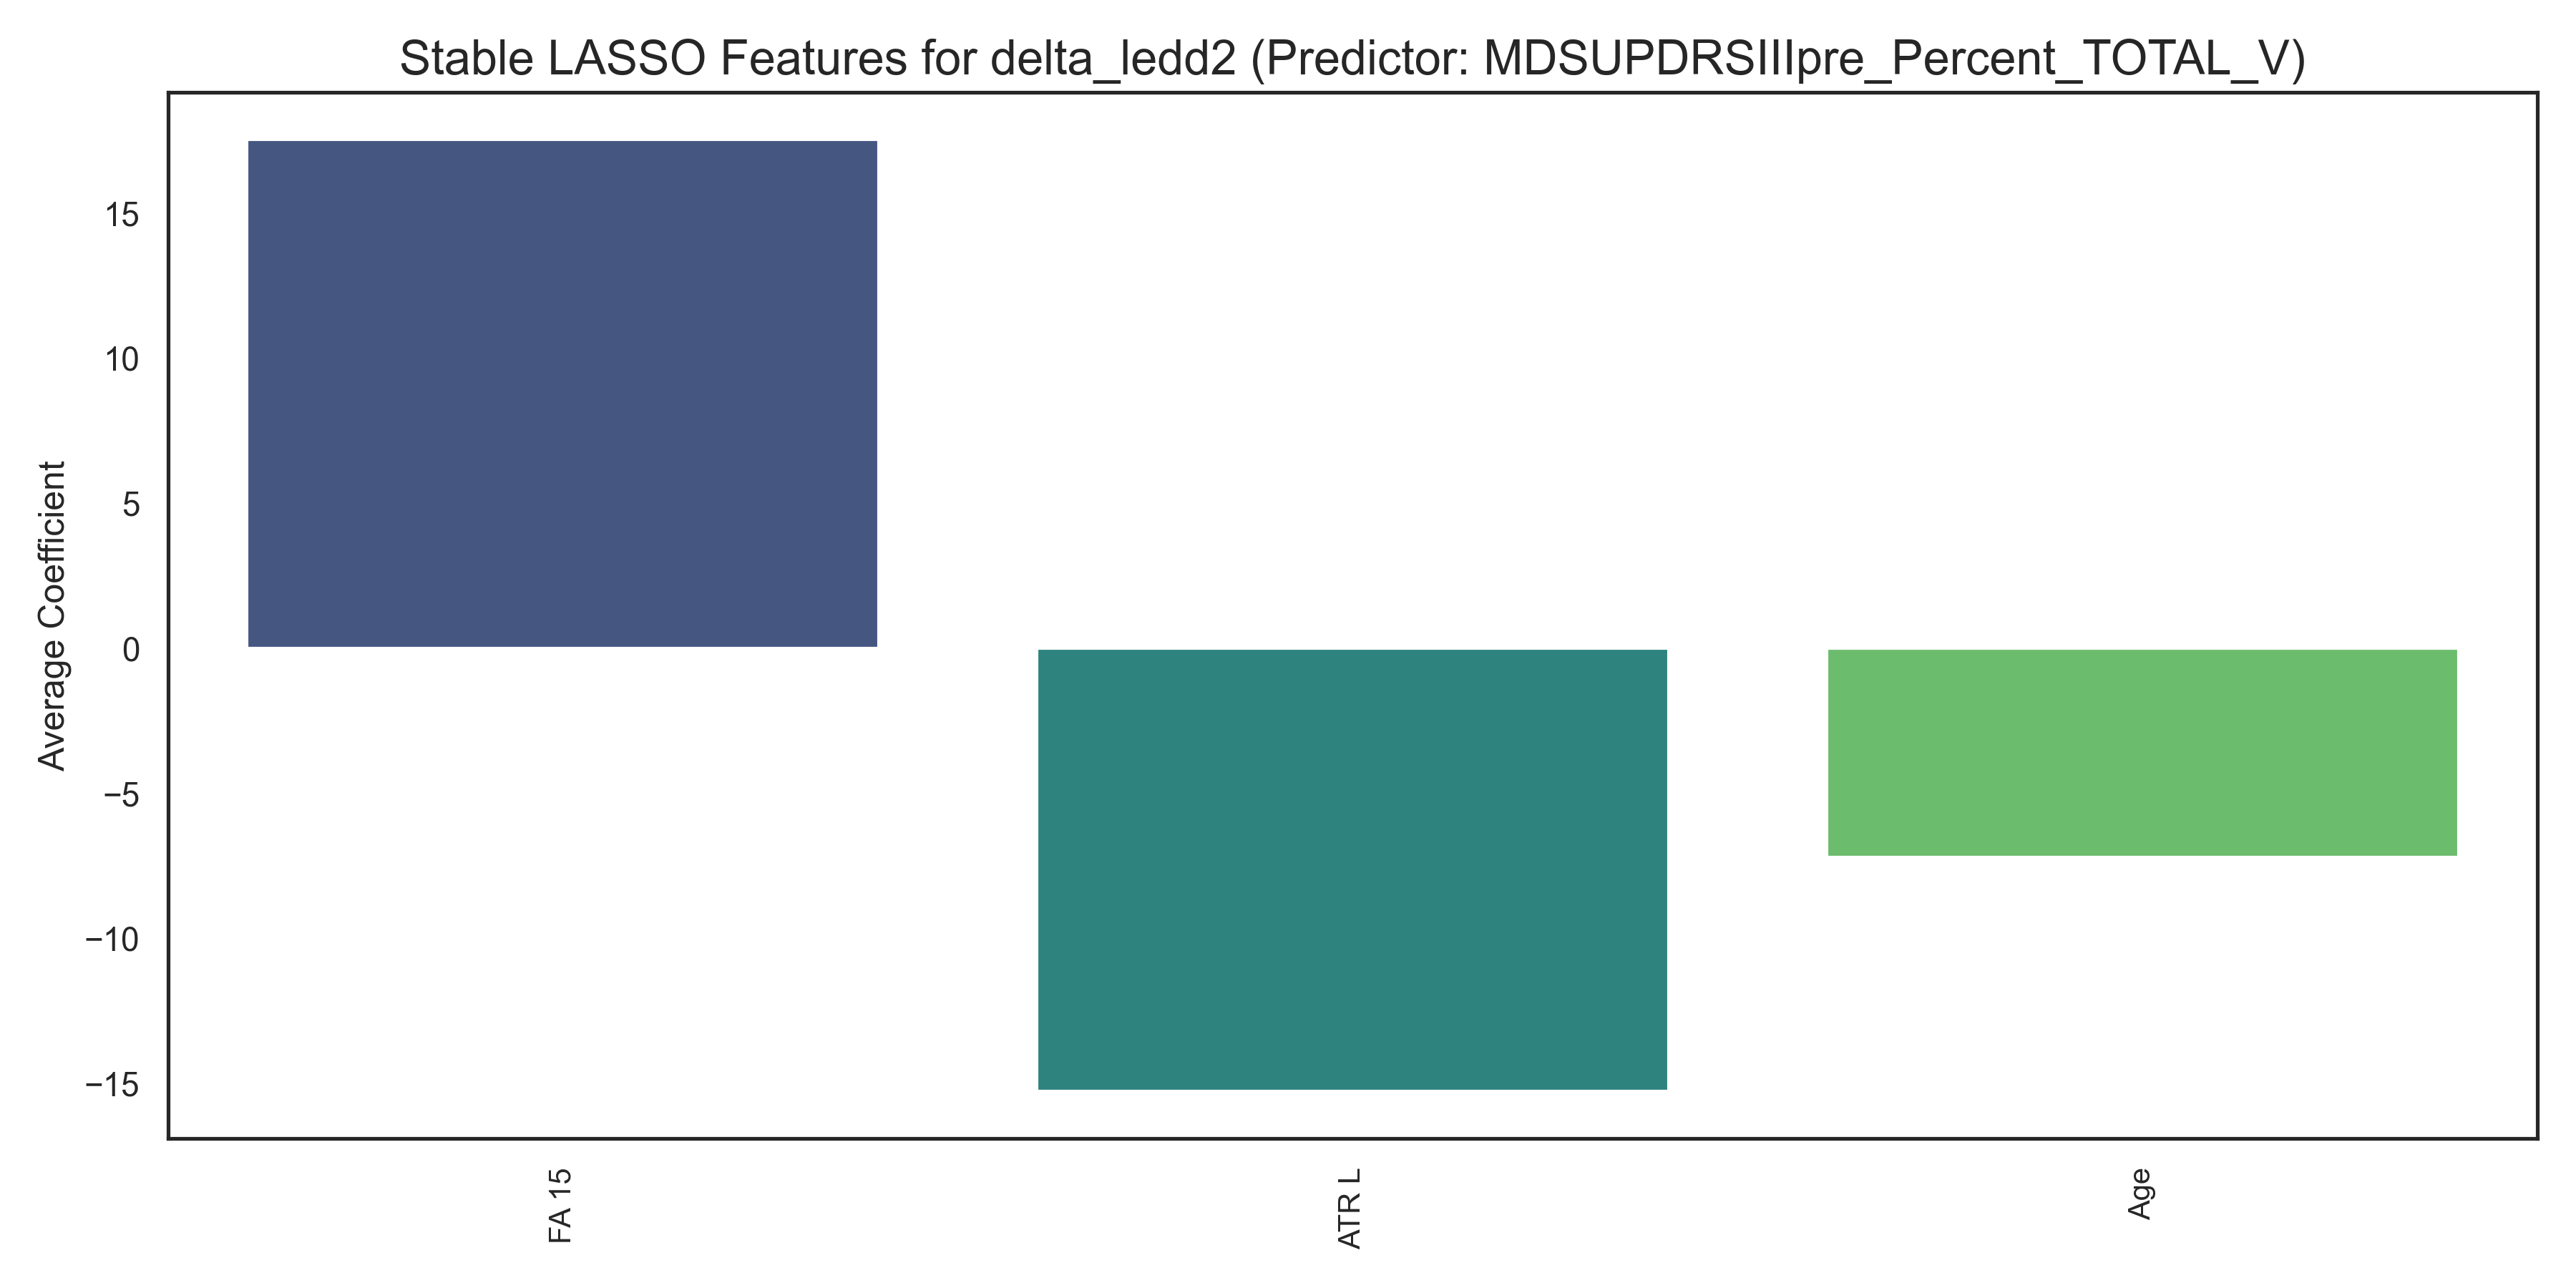 Stable LASSO Features for delta_ledd2 (Predictor: MDSUPDRSIIIpre_Percent_TOTAL_V)
Average Coefficient
15
10
5
0
−5
−10
−15
FA 15
ATR L
Age